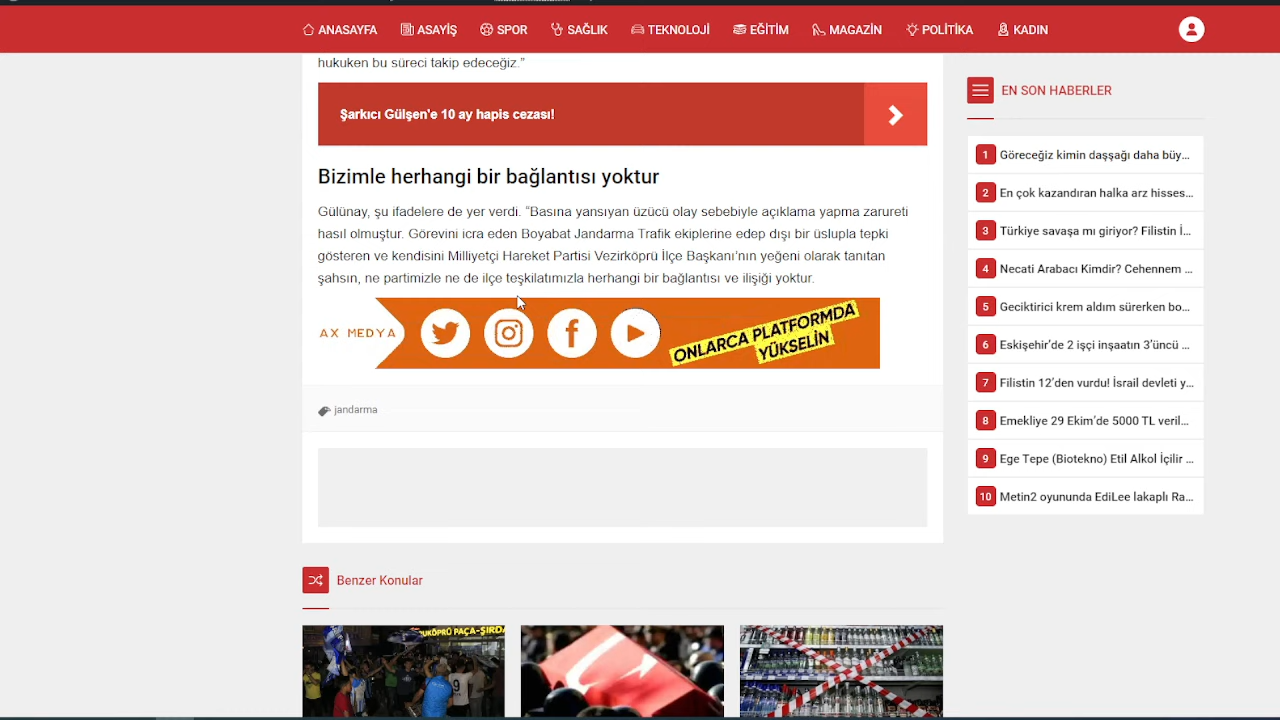 ANASAYFA ASAYİŞ SPOR SAĞLIK TEKNOLOJİ EĞİTİM MAGAZİN POLİTİKA KADIN
hukuken bu süreci takip edeceğiz.”
Şarkıcı Gülşen'e 10 ay hapis cezası!
Bizimle herhangi bir bağlantısı yoktur
Gülünay, şu ifadelere de yer verdi. “Basına yansıyan üzücü olay sebebiyle açıklama yapma zarureti
hasıl olmuştur. Görevini icra eden Boyabat Jandarma Trafik ekiplerine edep dışı bir üslupla tepki
gösteren ve kendisini Milliyetçi Hareket Partisi Vezirköprü İlçe Başkanı’nın yeğeni olarak tanıtan
şahsın, ne partimizle ne de ilçe teşkilatımızla herhangi bir bağlantısı ve ilişiği yoktur.
AX MEDYA
ONLARCA PLATFORMDA
YÜKSELİN
jandarma
Benzer Konular
UKÖPRÜ PAÇA-ŞIRDA
EN SON HABERLER
1 Göreceğiz kimin daşşağı daha büy...
2 En çok kazandıran halka arz hisses...
3 Türkiye savaşa mı giriyor? Filistin İ...
4 Necati Arabacı Kimdir? Cehennem ...
5 Geciktirici krem aldım sürerken bo...
6 Eskişehir’de 2 işçi inşaatın 3’üncü ...
7 Filistin 12’den vurdu! İsrail devleti y...
8 Emekliye 29 Ekim’de 5000 TL veril...
9 Ege Tepe (Biotekno) Etil Alkol İçilir ...
10 Metin2 oyununda EdiLee lakaplı Ra...